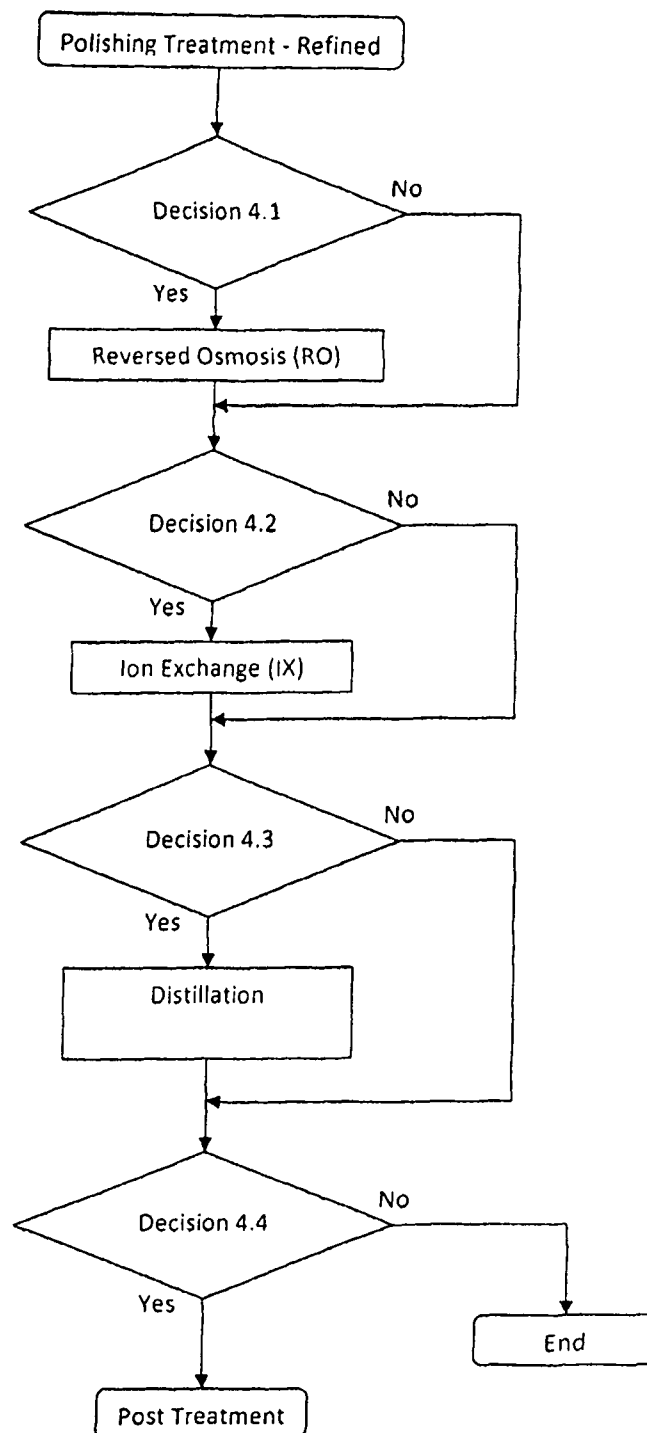 Polishing Treatment - Refined
No
Decision 4.1
Yes
Reversed Osmosis (RO)
No
Decision 4.2
Yes
Ion Exchange (IX)
No
Decision 4.3
Yes
Distillation
No
Decision 4.4
Yes
End
Post Treatment